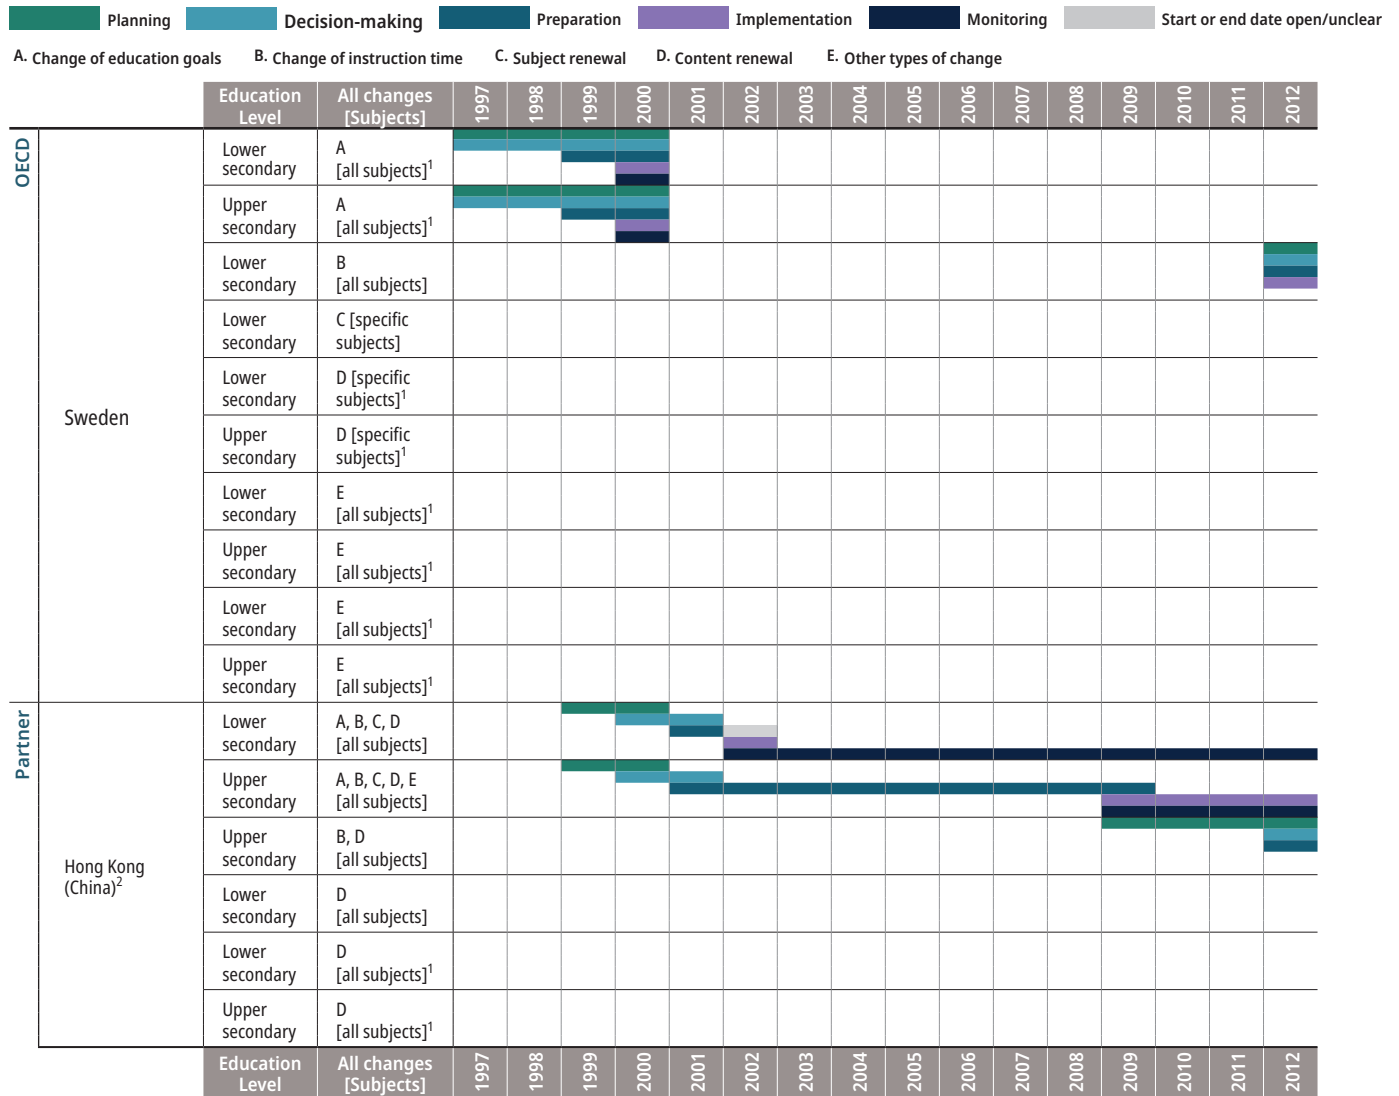 Planning Decision-making Preparation Implementation Monitoring Start or end date open/unclear
A. Change of education goals B. Change of instruction time C. Subject renewal D. Content renewal E. Other types of change
Education Level All changes [Subjects] 1997 1998 1999 2000 2001 2002 2003 2004 2005 2006 2007 2008 2009 2010 2011 2012
OECD
Sweden
Lower secondary A [all subjects]1
Upper secondary A [all subjects]1
Lower secondary B [all subjects]
Lower secondary C [specific subjects]
Lower secondary D [specific subjects]1
Upper secondary D [specific subjects]1
Lower secondary E [all subjects]1
Upper secondary E [all subjects]1
Lower secondary E [all subjects]1
Upper secondary E [all subjects]1
Partner
Hong Kong (China)2
Lower secondary A, B, C, D [all subjects]
Upper secondary A, B, C, D, E [all subjects]
Upper secondary B, D [all subjects]
Lower secondary D [all subjects]
Lower secondary D [all subjects]1
Upper secondary D [all subjects]1
Education Level All changes [Subjects] 1997 1998 1999 2000 2001 2002 2003 2004 2005 2006 2007 2008 2009 2010 2011 2012